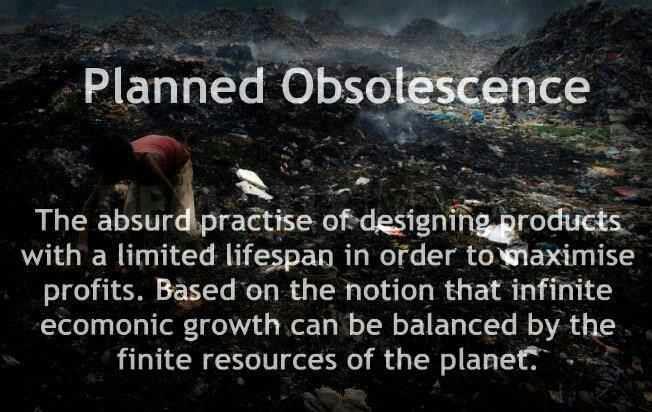 Planned Obsolescence
The absurd practise of designing products
with a limited lifespan in order to maximise
profits. Based on the notion that infinite
ecomonic growth can be balanced by the
finite resources of the planet.